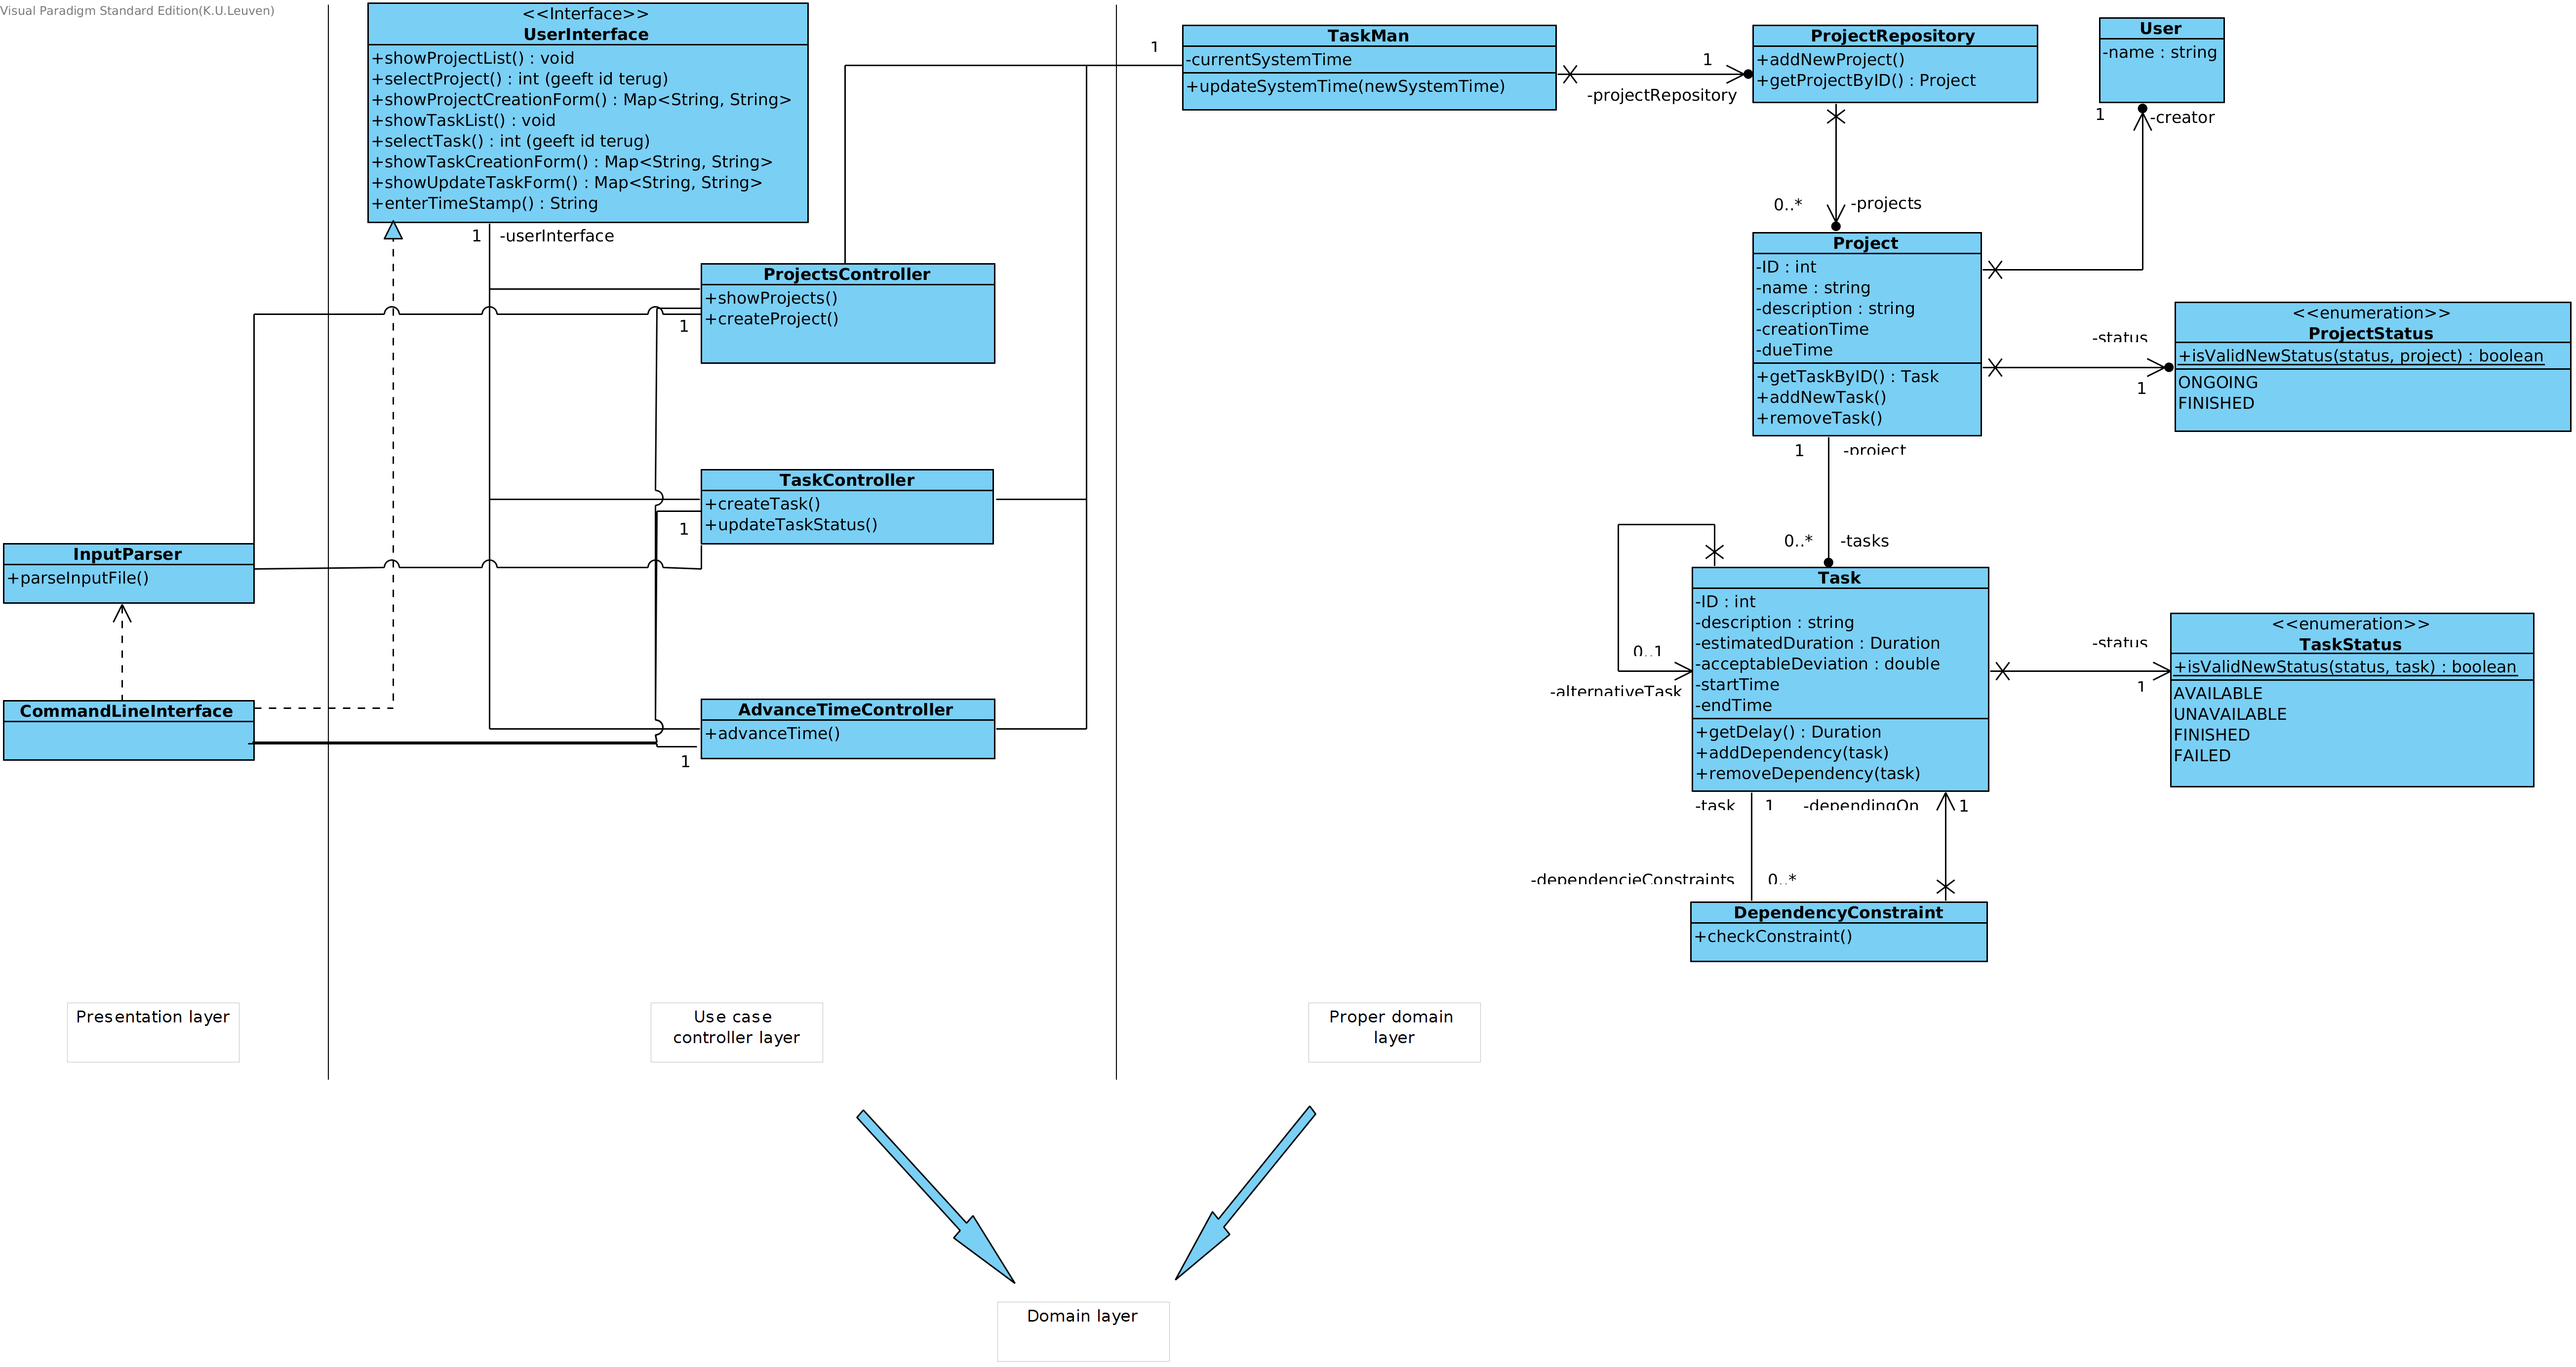 Visual Paradigm Standard Edition(K.U.Leuven)
<<Interface>>
UserInterface
+showProjectList() : void
+selectProject() : int (geeft id terug)
+showProjectCreationForm() : Map<String, String>
+showTaskList() : void
+selectTask() : int (geeft id terug)
+showTaskCreationForm() : Map<String, String>
+showUpdateTaskForm() : Map<String, String>
+enterTimeStamp() : String
1
-userInterface
ProjectsController
+showProjects()
+createProject()
1
TaskController
+createTask()
+updateTaskStatus()
1
InputParser
+parseInputFile()
CommandLineInterface
AdvanceTimeController
+advanceTime()
1
1
TaskMan
-currentSystemTime
+updateSystemTime(newSystemTime)
1
-projectRepository
ProjectRepository
+addNewProject()
+getProjectByID() : Project
User
-name : string
1
-creator
0..*
-projects
Project
-ID : int
-name : string
-description : string
-creationTime
-dueTime
+getTaskByID() : Task
+addNewTask()
+removeTask()
-status
1
<<enumeration>>
ProjectStatus
+isValidNewStatus(status, project) : boolean
ONGOING
FINISHED
1
-project
0..*
-tasks
0..1
-alternativeTask
Task
-ID : int
-description : string
-estimatedDuration : Duration
-acceptableDeviation : double
-startTime
-endTime
+getDelay() : Duration
+addDependency(task)
+removeDependency(task)
-status
1
<<enumeration>>
TaskStatus
+isValidNewStatus(status, task) : boolean
AVAILABLE
UNAVAILABLE
FINISHED
FAILED
-task
1
-dependingOn
1
-dependencieConstraints
0..*
DependencyConstraint
+checkConstraint()
Presentation layer
Use case
controller layer
Proper domain
layer
Domain layer